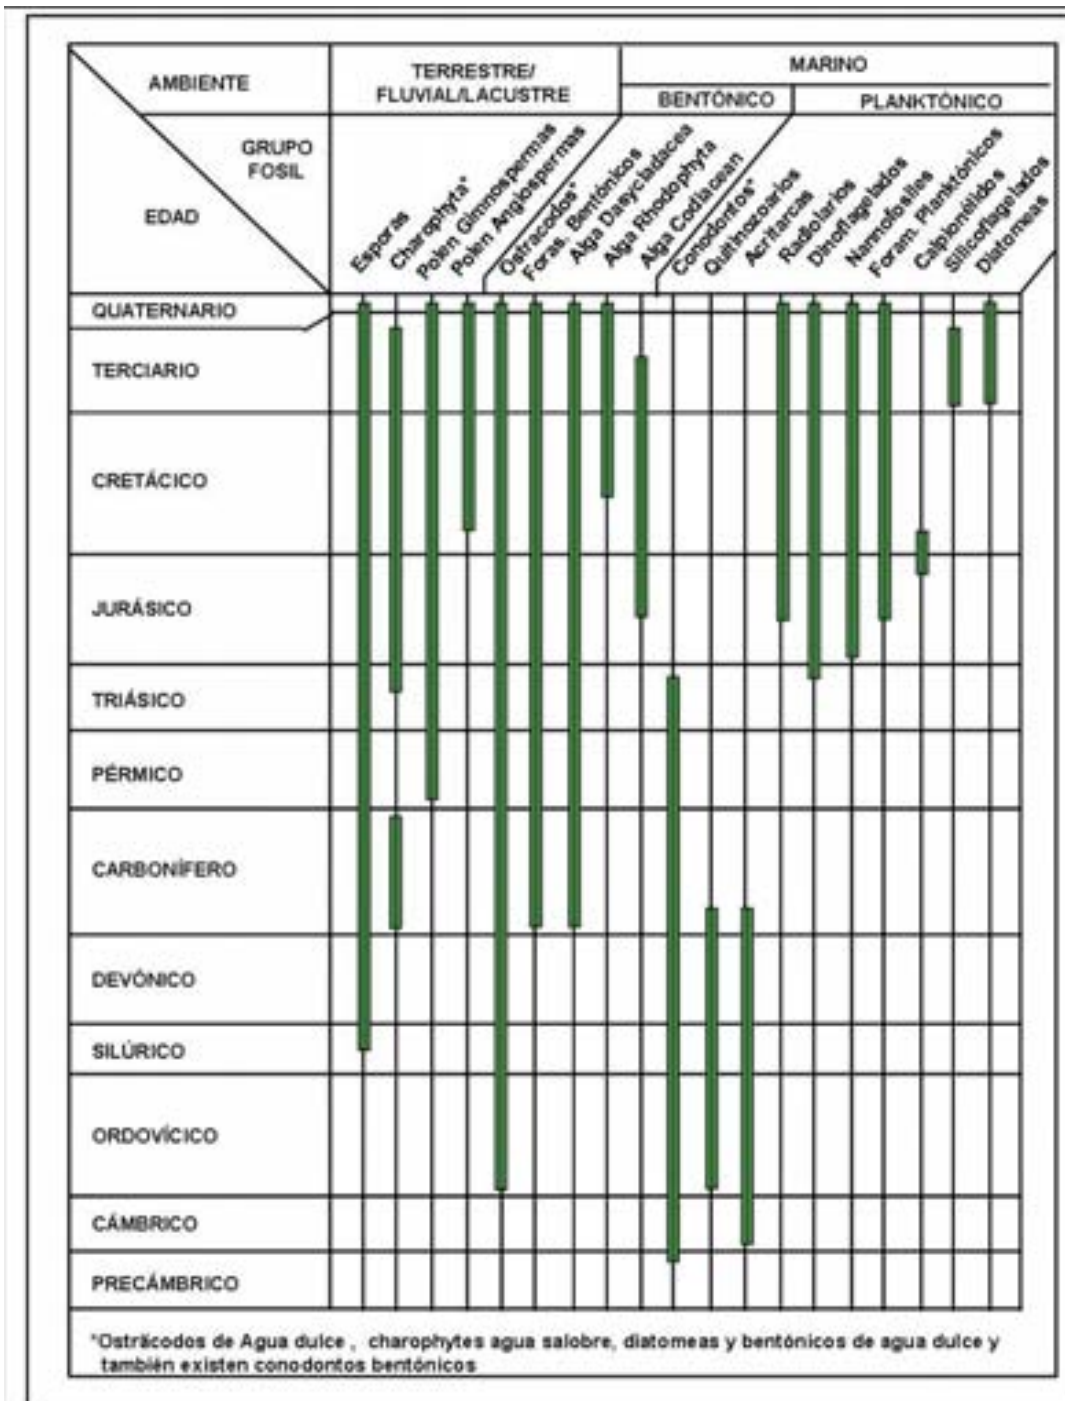 AMBIENTE
TERRESTRE/
FLUVIAL/LACUSTRE
MARINO
BENTÓNICO
PLANKTÓNICO
GRUPO
FOSIL
EDAD
Esporas
Charophyta*
Polen Gimnospermas
Polen Angiospermas
Ostrácodos*
Foras. Bentónicos
Alga Dasycladacea
Alga Rhodophyta
Alga Codiacean
Conodontos*
Quitinozoarios
Acritarcas
Radiolarios
Dinoflagelados
Nannofosiles
Foram. Planktónicos
Calpionélidos
Silicoflagelados
Diatomeas
QUATERNARIO
TERCIARIO
CRETÁCICO
JURÁSICO
TRIÁSICO
PÉRMICO
CARBONÍFERO
DEVÓNICO
SILÚRICO
ORDOVÍCICO
CÁMBRICO
PRECÁMBRICO
*Ostrácodos de Agua dulce , charophytes agua salobre, diatomeas y bentónicos de agua dulce y
también existen conodontos bentónicos